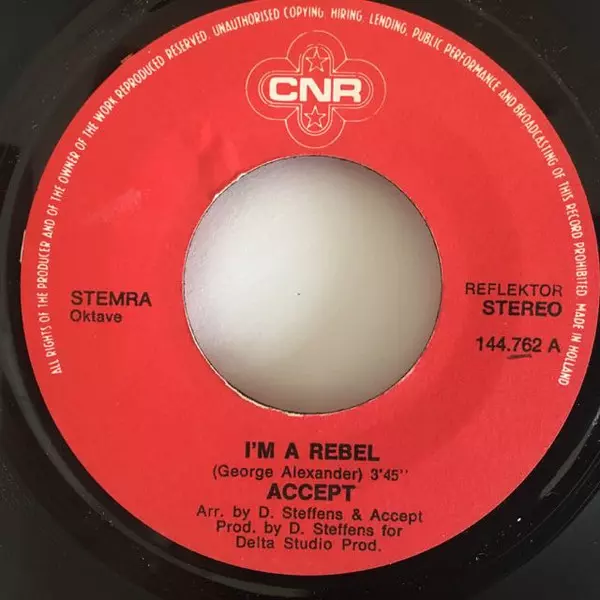 ALL RIGHTS OF THE PRODUCER AND OF THE OWNER OF THE WORK REPRODUCED RESERVED. UNAUTHORISED COPYING, HIRING, LENDING, PUBLIC PERFORMANCE AND BROADCASTING OF THIS RECORD PROHIBITED. MADE IN HOLLAND
CNR
STEMRA
Oktave
REFLEKTOR
STEREO
144.762 A
I'M A REBEL
(George Alexander) 3'45''
ACCEPT
Arr. by D. Steffens & Accept
Prod. by D. Steffens for
Delta Studio Prod.